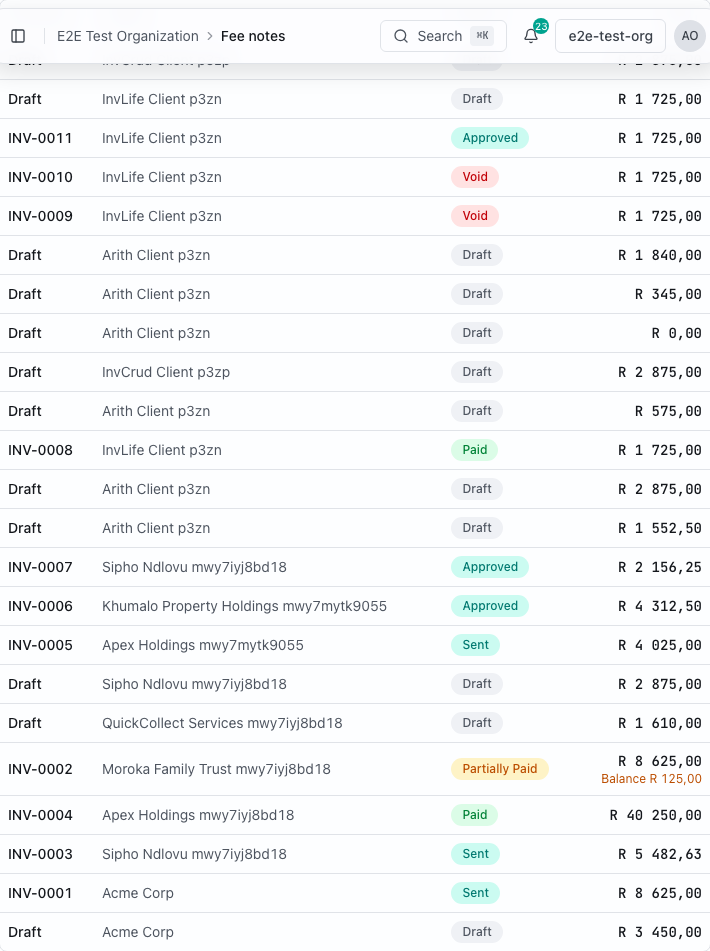 E2E Test Organization > Fee notes Search ⌘K 23 e2e-test-org AO
Draft InvLife Client p3zn Draft R 1 725,00
INV-0011 InvLife Client p3zn Approved R 1 725,00
INV-0010 InvLife Client p3zn Void R 1 725,00
INV-0009 InvLife Client p3zn Void R 1 725,00
Draft Arith Client p3zn Draft R 1 840,00
Draft Arith Client p3zn Draft R 345,00
Draft Arith Client p3zn Draft R 0,00
Draft InvCrud Client p3zp Draft R 2 875,00
Draft Arith Client p3zn Draft R 575,00
INV-0008 InvLife Client p3zn Paid R 1 725,00
Draft Arith Client p3zn Draft R 2 875,00
Draft Arith Client p3zn Draft R 1 552,50
INV-0007 Sipho Ndlovu mwy7iyj8bd18 Approved R 2 156,25
INV-0006 Khumalo Property Holdings mwy7mytk9055 Approved R 4 312,50
INV-0005 Apex Holdings mwy7mytk9055 Sent R 4 025,00
Draft Sipho Ndlovu mwy7iyj8bd18 Draft R 2 875,00
Draft QuickCollect Services mwy7iyj8bd18 Draft R 1 610,00
INV-0002 Moroka Family Trust mwy7iyj8bd18 Partially Paid R 8 625,00
Balance R 125,00
INV-0004 Apex Holdings mwy7iyj8bd18 Paid R 40 250,00
INV-0003 Sipho Ndlovu mwy7iyj8bd18 Sent R 5 482,63
INV-0001 Acme Corp Sent R 8 625,00
Draft Acme Corp Draft R 3 450,00